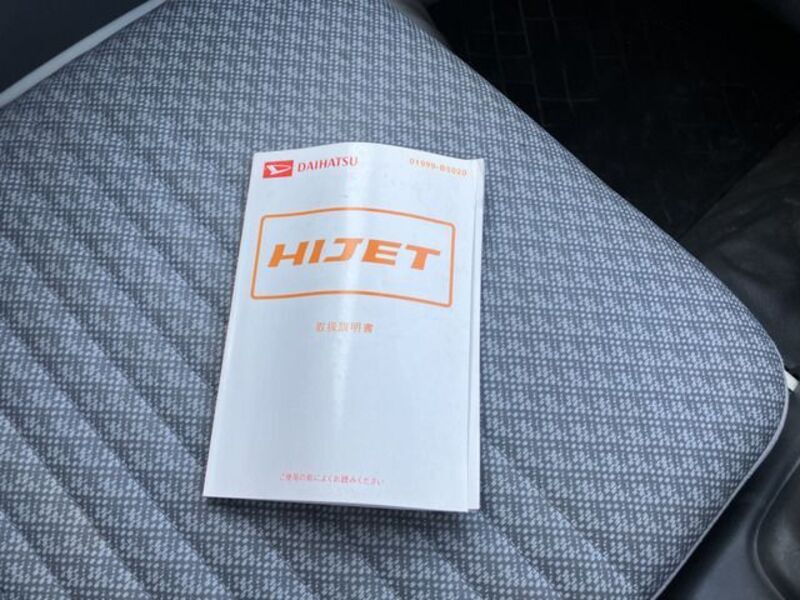 DAIHATSU
01999-B5020
HIJET
取扱説明書
ご使用の前によくお読みください